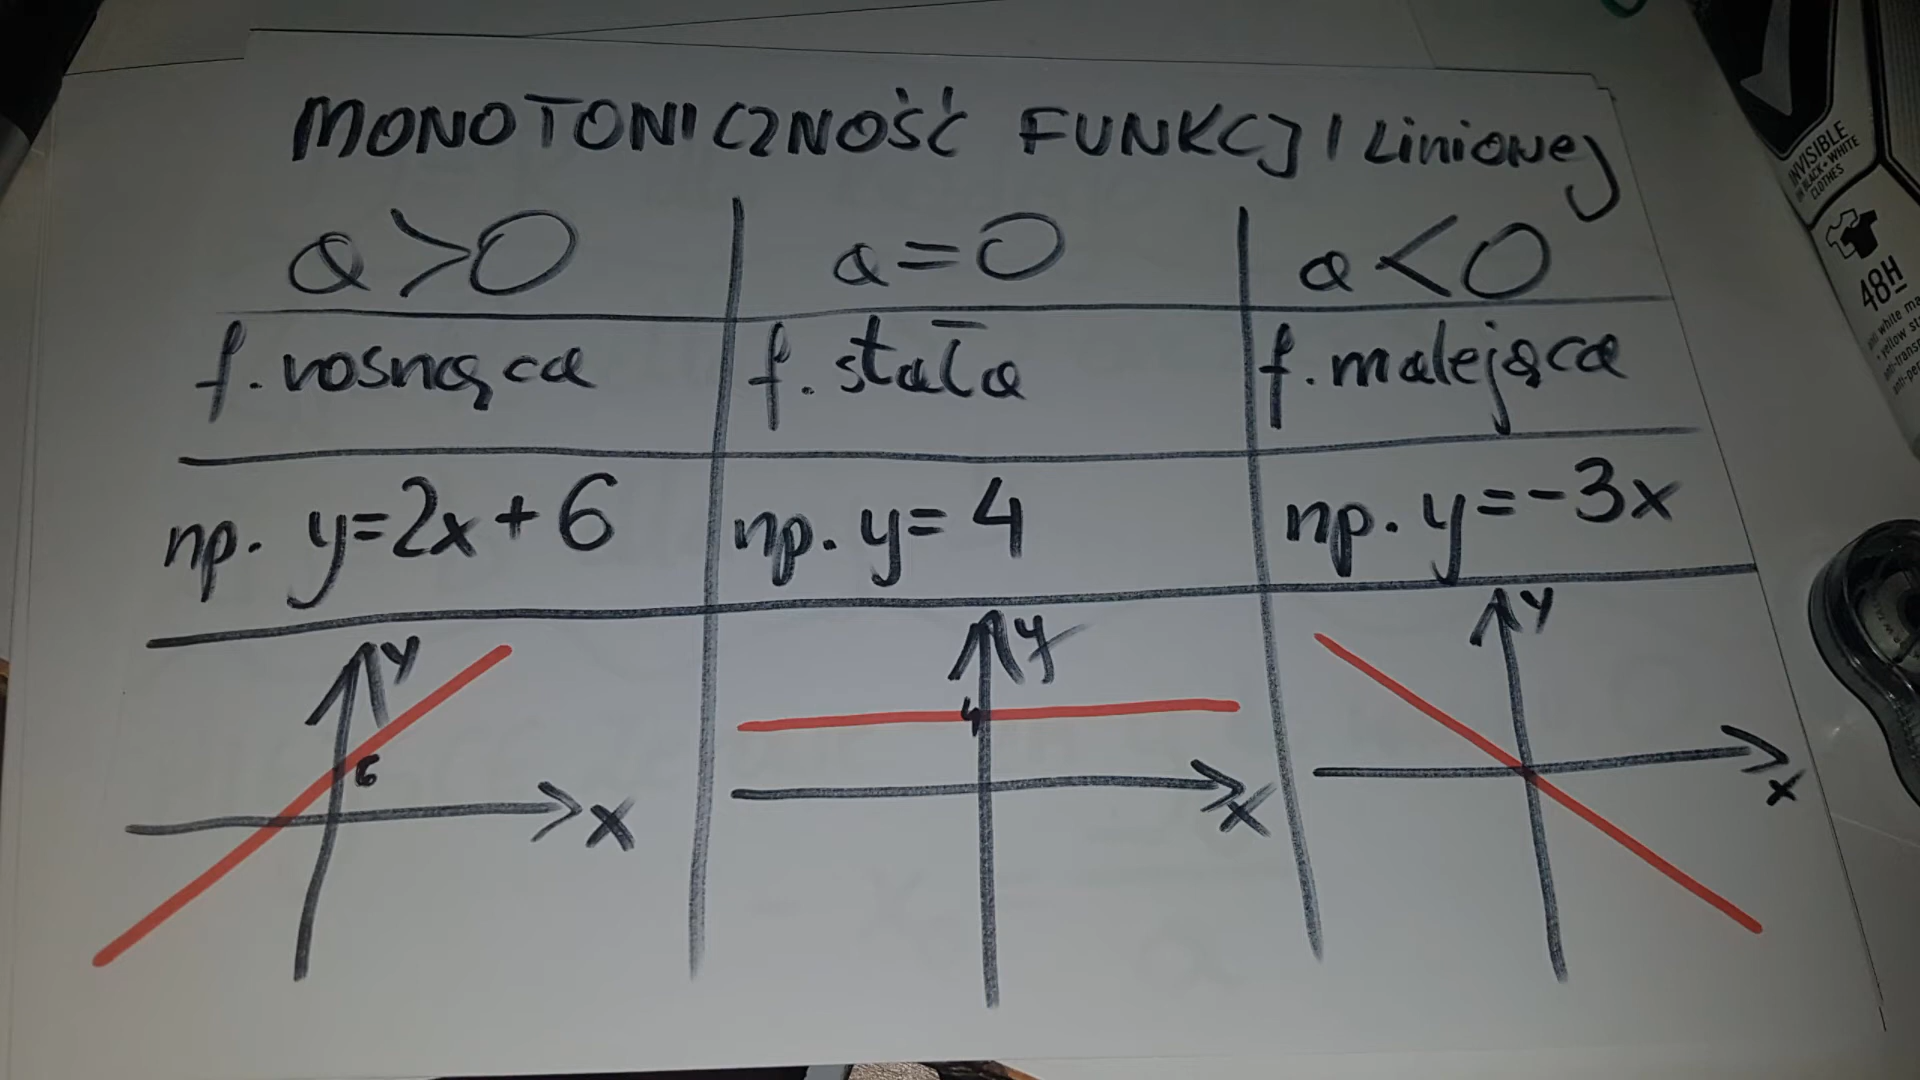 MONOTONICZNOŚĆ FUNKCJI Liniowej
a>0
a=0
a<0
f. rosnąca
f. stała
f. malejąca
np. y=2x+6
np. y=4
np. y=-3x
y
6
x
y
4
x
y
x
INVISIBLE
ON BLACK+WHITE
CLOTHES
48H